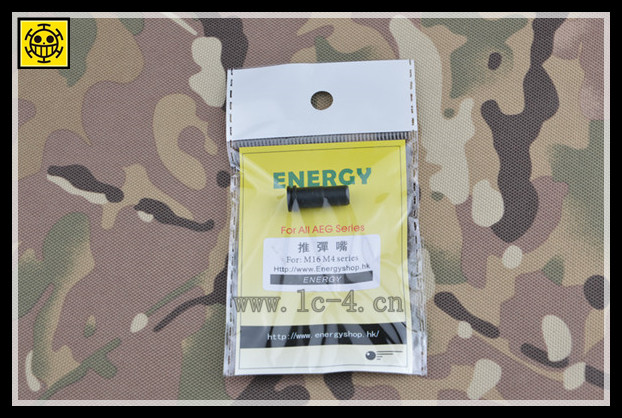 ENERGY
For All AEG Series
推彈嘴
For: M16 M4 series
Http://www.Energyshop.hk
ENERGY
www.lc-4.cn
http://www.energyshop.hk/